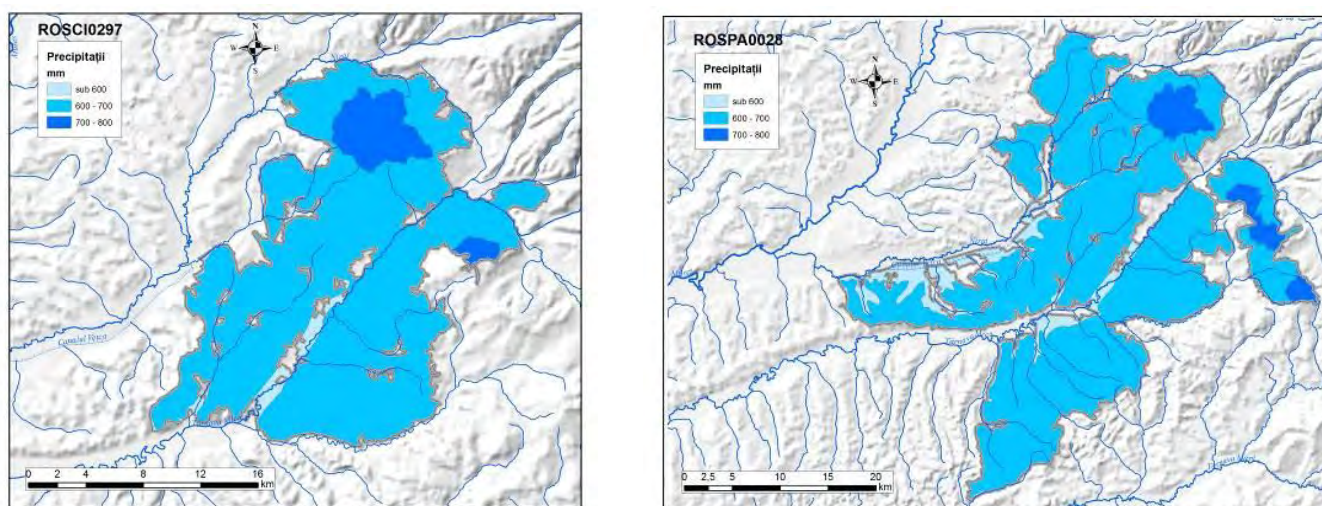 ROSCI0297
Precipitații
mm
sub 600
600 - 700
700 - 800
N
W E
S
Canalul Veţca
0 2 4 8 12 16
km
ROSPA0028
Precipitații
mm
sub 600
600 - 700
700 - 800
N
W E
S
0 2,5 5 10 15 20
km